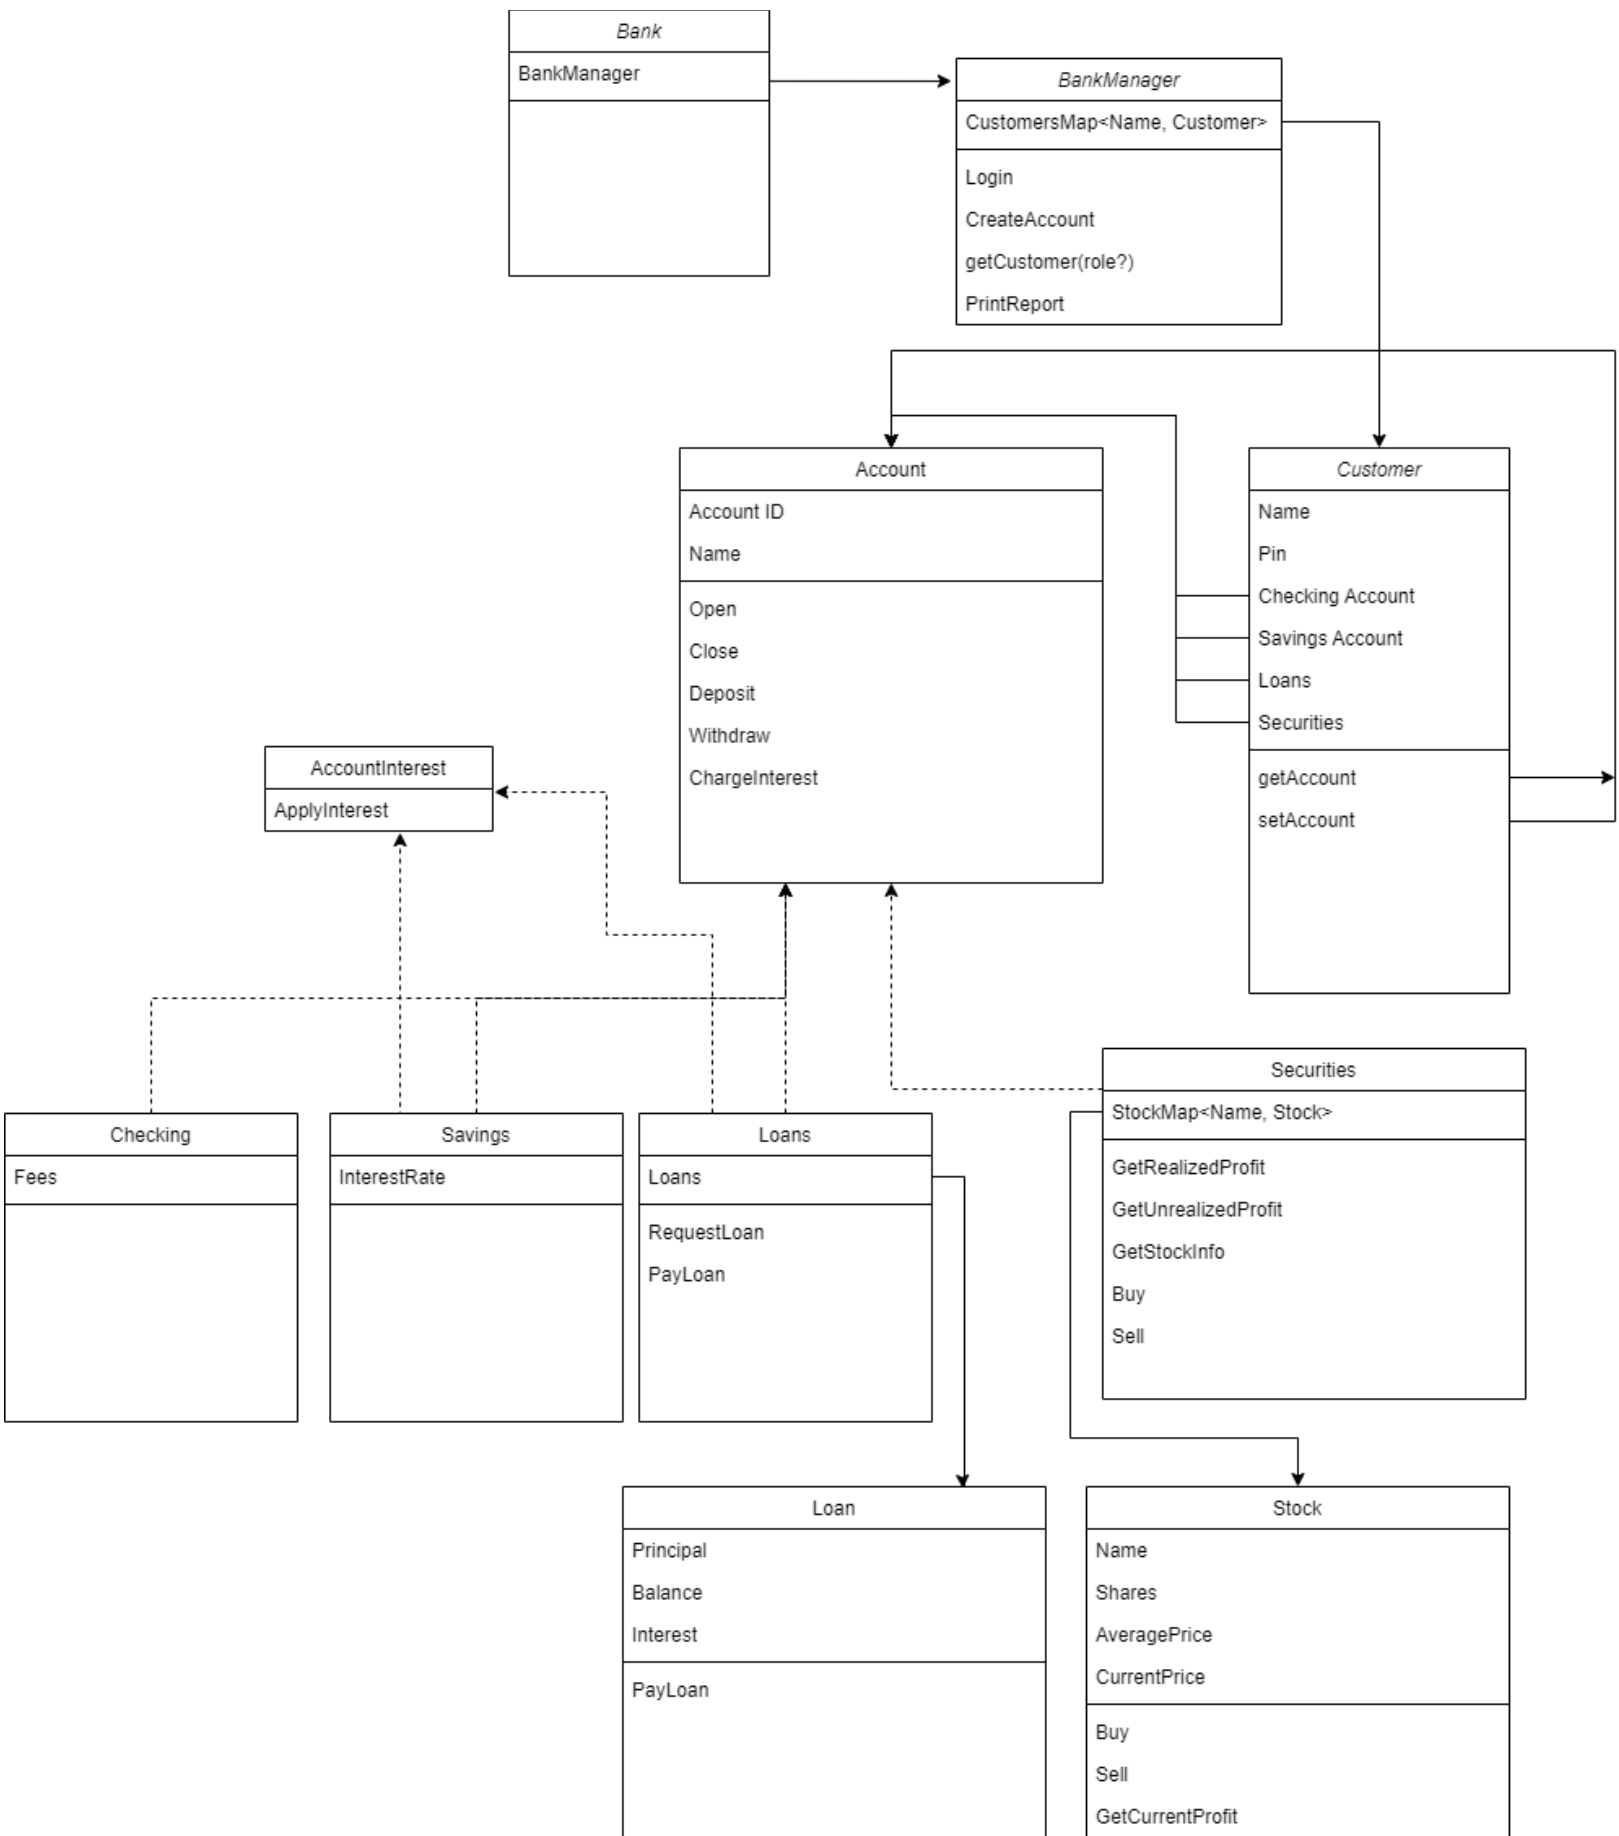 Bank
BankManager
BankManager
CustomersMap<Name, Customer>
Login
CreateAccount
getCustomer(role?)
PrintReport
Account
Account ID
Name
Open
Close
Deposit
Withdraw
ChargeInterest
Customer
Name
Pin
Checking Account
Savings Account
Loans
Securities
getAccount
setAccount
AccountInterest
ApplyInterest
Checking
Fees
Savings
InterestRate
Loans
Loans
RequestLoan
PayLoan
Securities
StockMap<Name, Stock>
GetRealizedProfit
GetUnrealizedProfit
GetStockInfo
Buy
Sell
Loan
Principal
Balance
Interest
PayLoan
Stock
Name
Shares
AveragePrice
CurrentPrice
Buy
Sell
GetCurrentProfit